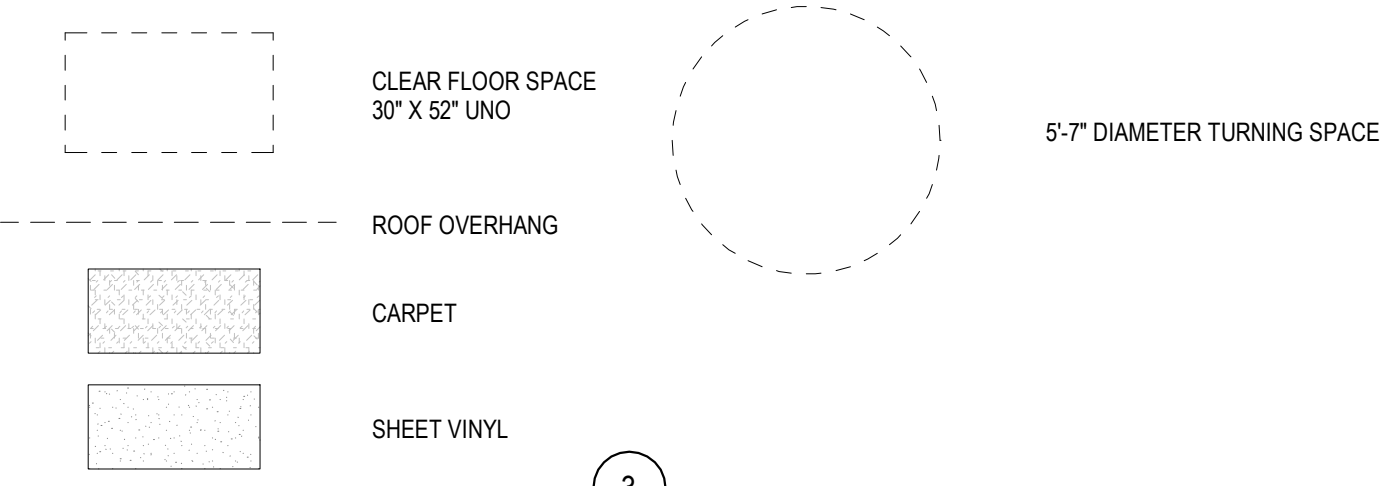 CLEAR FLOOR SPACE
30" X 52" UNO
5'-7" DIAMETER TURNING SPACE
ROOF OVERHANG
CARPET
SHEET VINYL